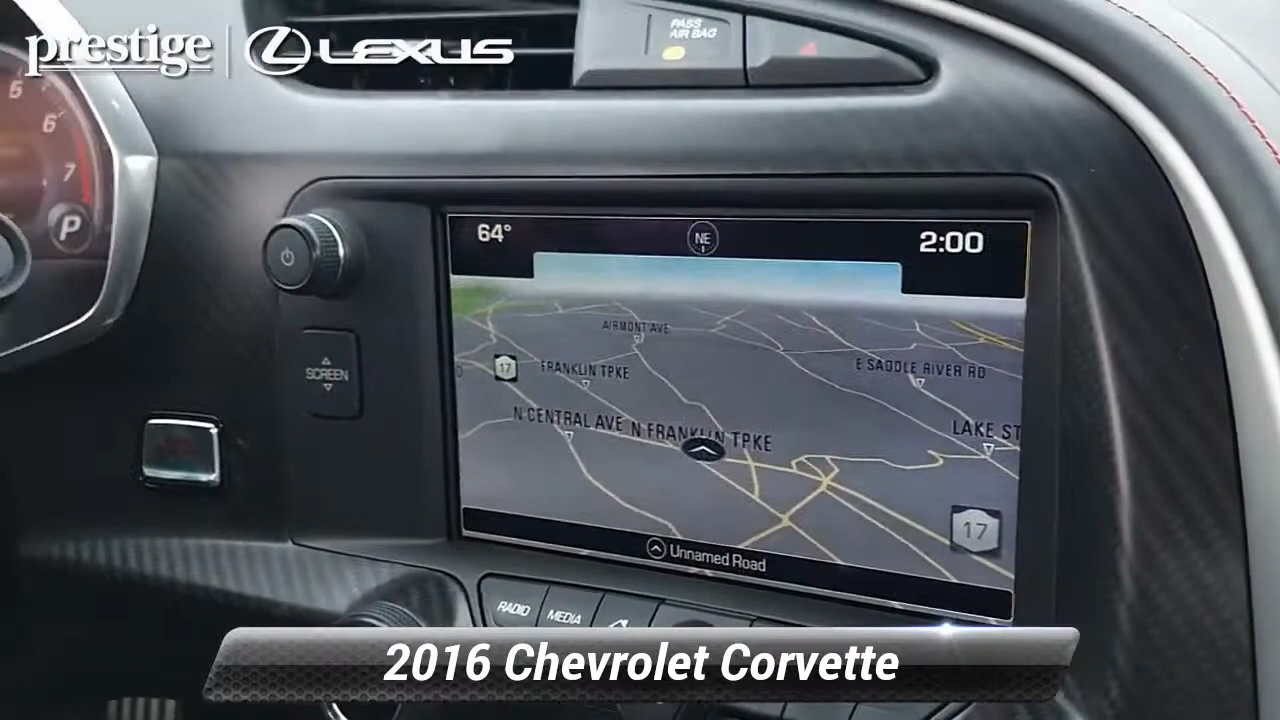 prestige LEXUS
PASS
AIR BAG
6
6
7
P
64° NE 2:00
AIRMONT AVE
17 FRANKLIN TPKE E SADDLE RIVER RD
N CENTRAL AVE N FRANKLIN TPKE LAKE ST
17
Unnamed Road
SCREEN
RADIO MEDIA
2016 Chevrolet Corvette